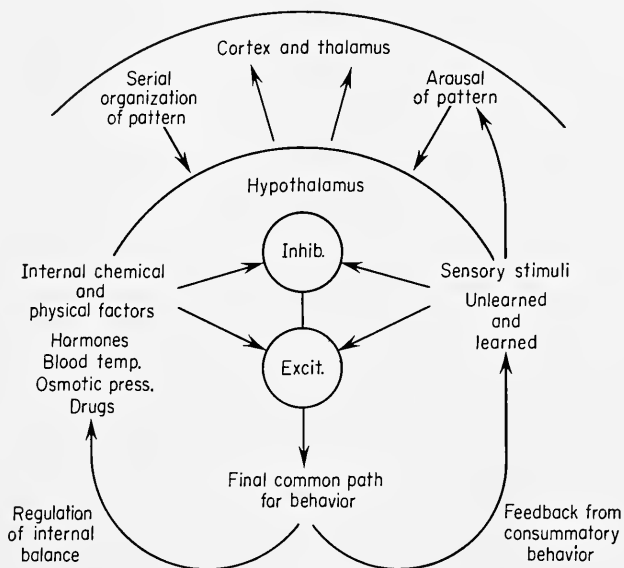 Cortex and thalamus
Serial
organization
of pattern
Arausal
of pattern
Hypothalamus
Inhib.
Internal chemical
and
physical factors
Hormones
Blood temp.
Osmotic press.
Drugs
Sensory stimuli
Unlearned
and
learned
Excit.
Final common path
for behavior
Regulation
of internal
balance
Feedback from
consummatory
behavior